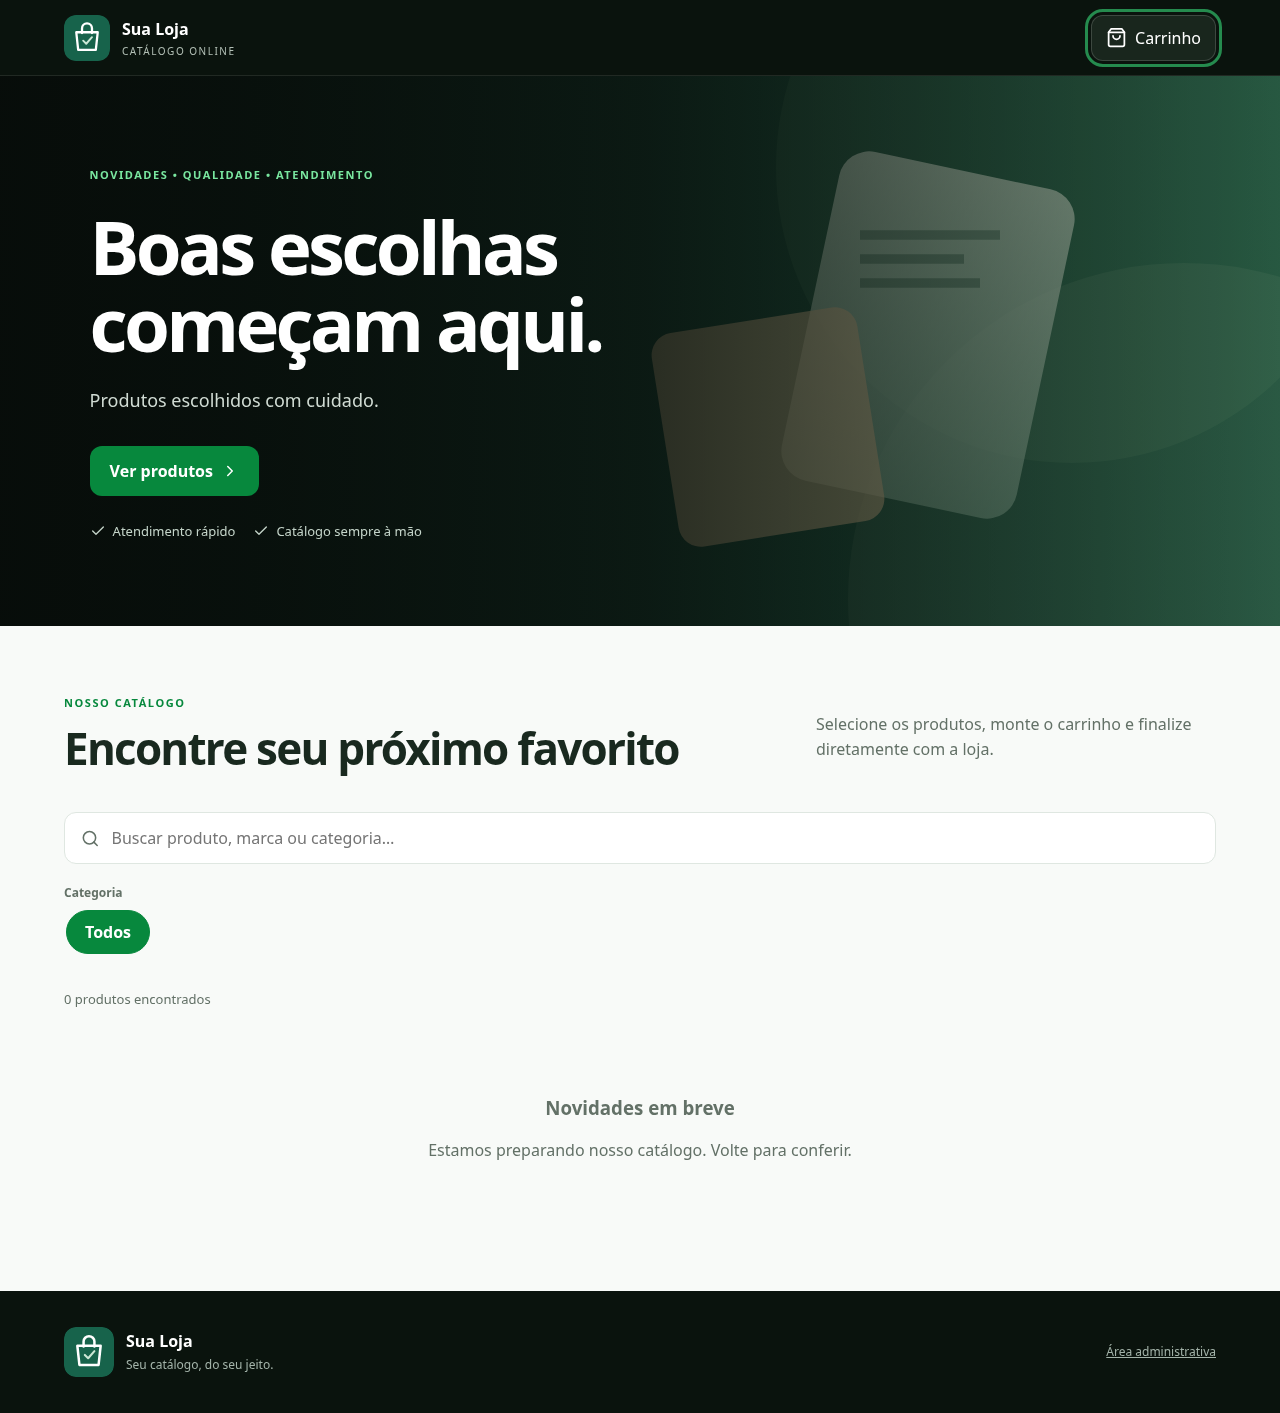 Sua Loja
CATÁLOGO ONLINE
Carrinho
NOVIDADES • QUALIDADE • ATENDIMENTO
Boas escolhas
começam aqui.
Produtos escolhidos com cuidado.
Ver produtos
Atendimento rápido
Catálogo sempre à mão
NOSSO CATÁLOGO
Encontre seu próximo favorito
Selecione os produtos, monte o carrinho e finalize
diretamente com a loja.
Buscar produto, marca ou categoria...
Categoria
Todos
0 produtos encontrados
Novidades em breve
Estamos preparando nosso catálogo. Volte para conferir.
Sua Loja
Seu catálogo, do seu jeito.
Área administrativa